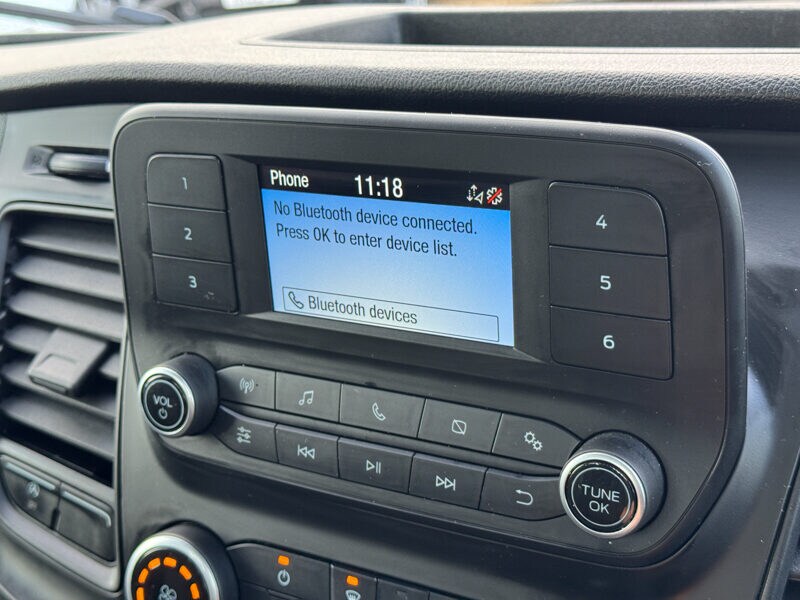 Phone 11:18
No Bluetooth device connected.
Press OK to enter device list.
Bluetooth devices
1
2
3
4
5
6
VOL
TUNE
OK